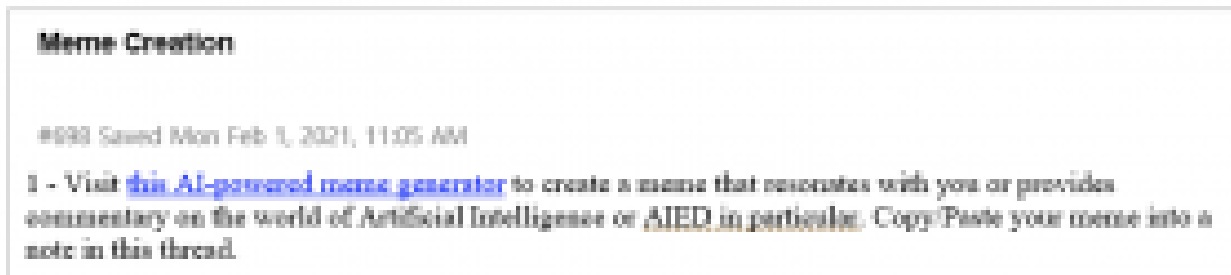 Meme Creation
#698 Saved Mon Feb 1, 2021, 11:05 AM
1 - Visit this AI-powered meme generator to create a meme that resonates with you or provides
commentary on the world of Artificial Intelligence or AIED in particular. Copy/Paste your meme into a
note in this thread.